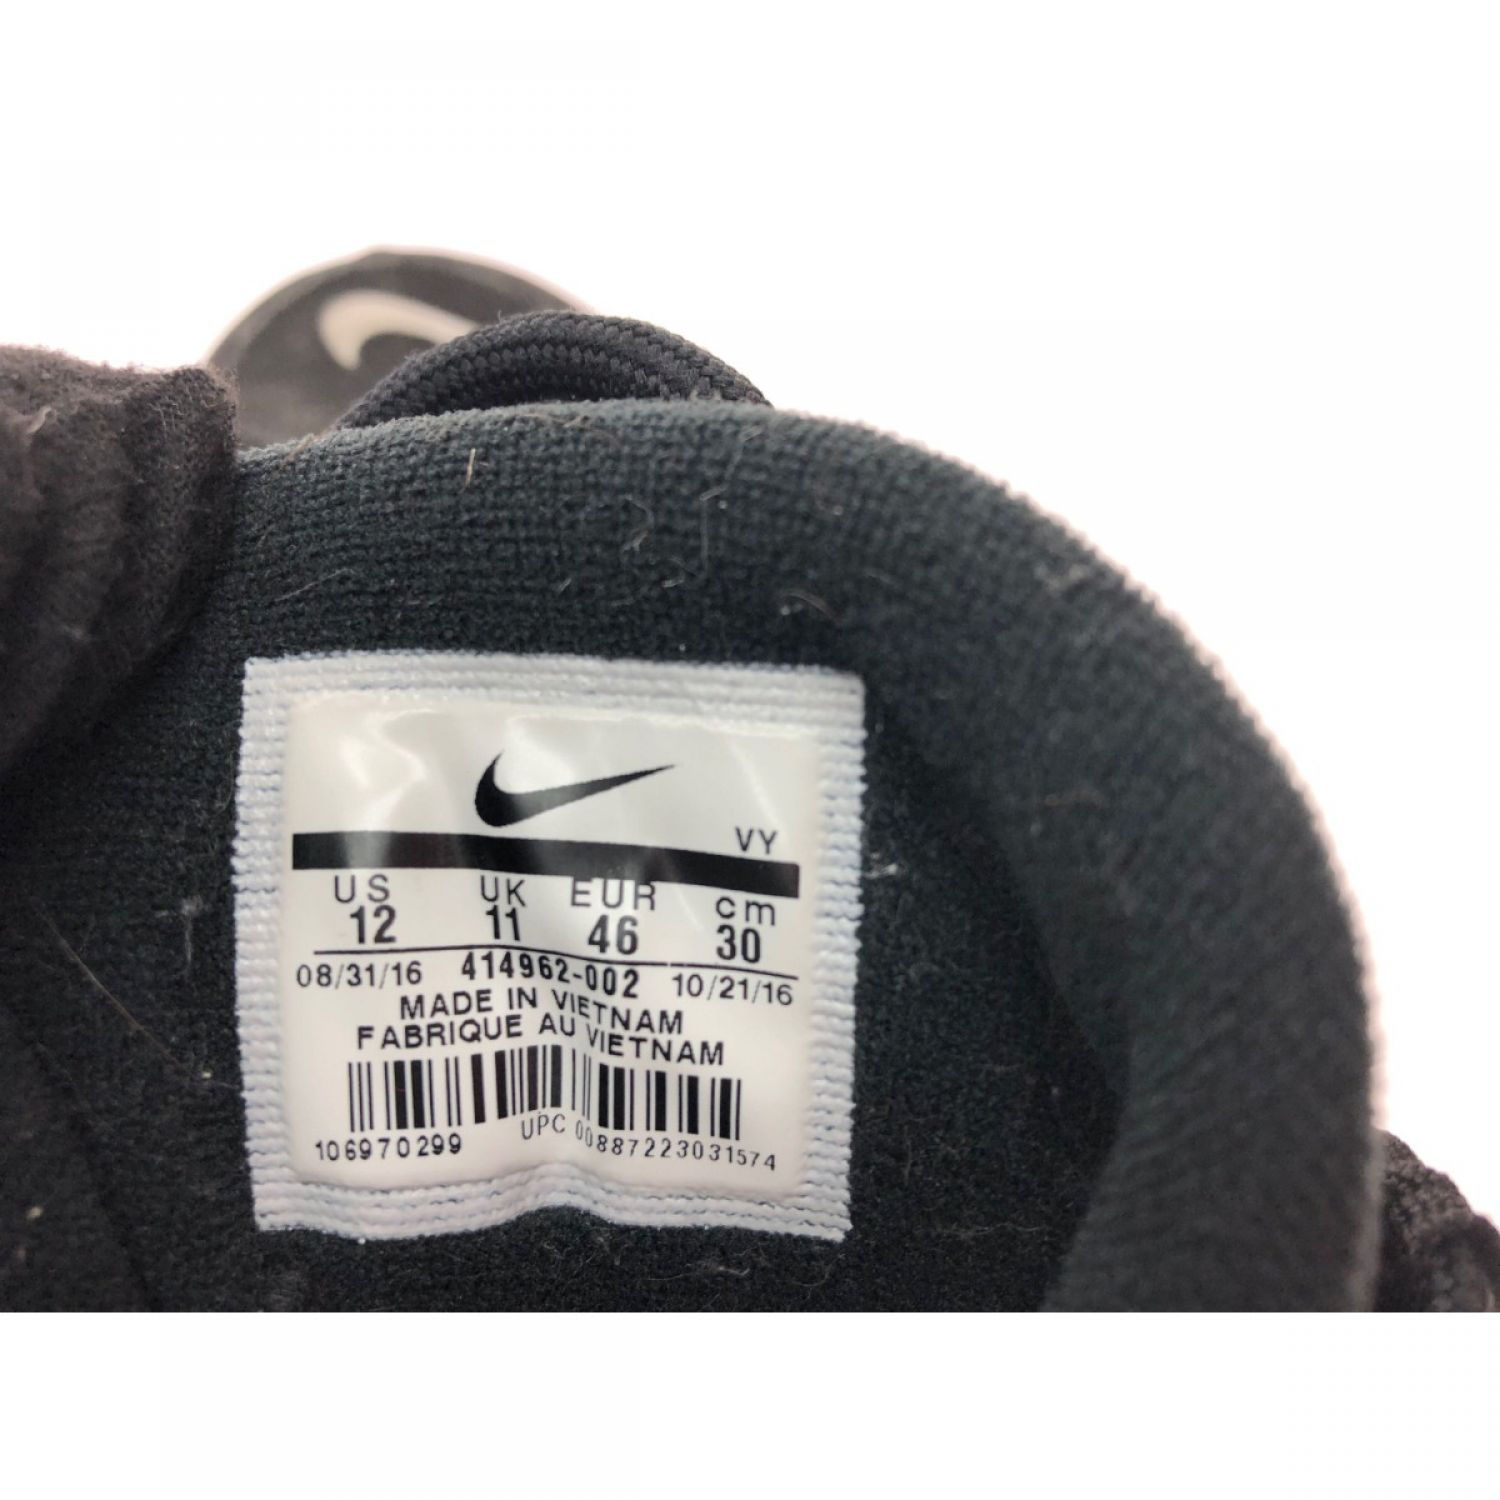 VY
US UK EUR cm
12 11 46 30
08/31/16 414962-002 10/21/16
MADE IN VIETNAM
FABRIQUE AU VIETNAM
106970299 UPC 00887223031574